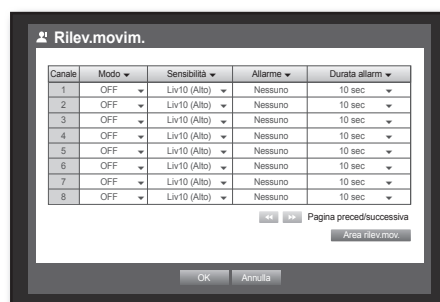 Rilev.movim.
Canale Modo Sensibilità Allarme Durata allarm
1 OFF Liv10 (Alto) Nessuno 10 sec
2 OFF Liv10 (Alto) Nessuno 10 sec
3 OFF Liv10 (Alto) Nessuno 10 sec
4 OFF Liv10 (Alto) Nessuno 10 sec
5 OFF Liv10 (Alto) Nessuno 10 sec
6 OFF Liv10 (Alto) Nessuno 10 sec
7 OFF Liv10 (Alto) Nessuno 10 sec
8 OFF Liv10 (Alto) Nessuno 10 sec
Pagina preced/successiva
Area rilev.mov.
OK Annulla